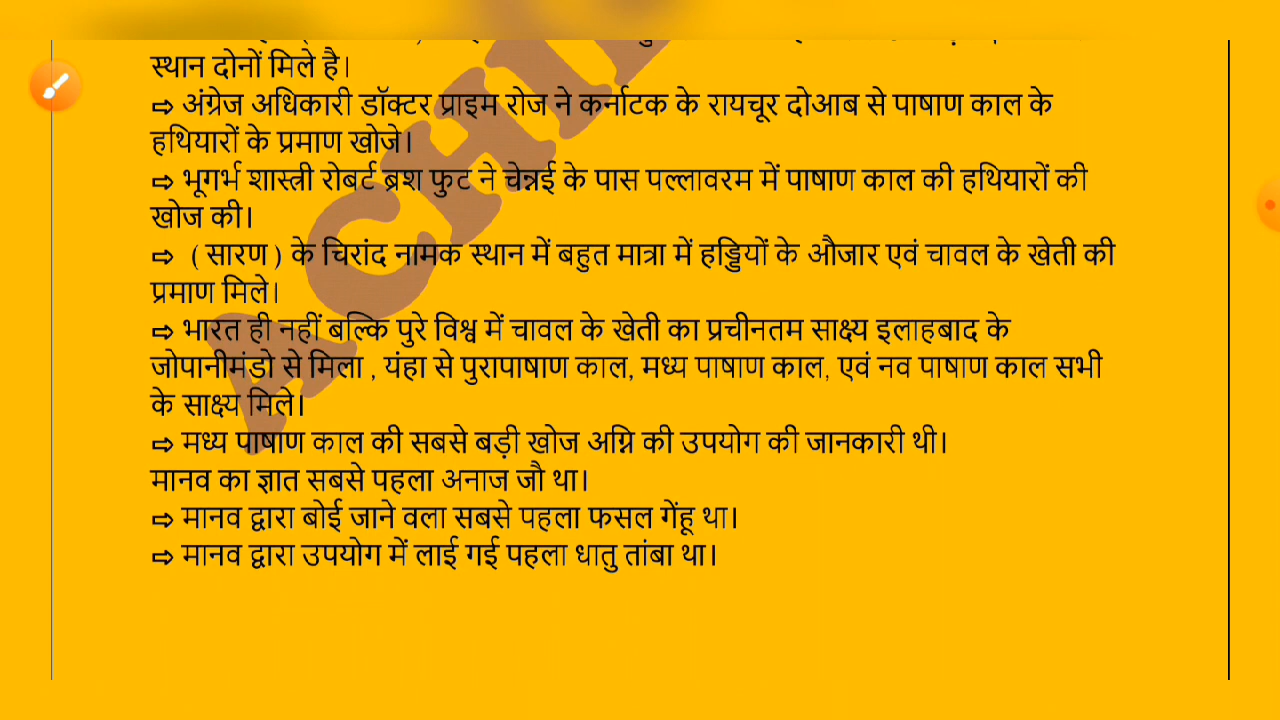 स्थान दोनों मिले है।
⇨ अंग्रेज अधिकारी डॉक्टर प्राइम रोज ने कर्नाटक के रायचूर दोआब से पाषाण काल के
हथियारों के प्रमाण खोजे।
⇨ भूगर्भ शास्त्री रोबर्ट ब्रश फुट ने चेन्नई के पास पल्लावरम में पाषाण काल की हथियारों की
खोज की।
⇨ ( सारण ) के चिरांद नामक स्थान में बहुत मात्रा में हड्डियों के औजार एवं चावल के खेती की
प्रमाण मिले।
⇨ भारत ही नहीं बल्कि पुरे विश्व में चावल के खेती का प्रचीनतम साक्ष्य इलाहबाद के
जोपानीमंडो से मिला , यंहा से पुरापाषाण काल, मध्य पाषाण काल, एवं नव पाषाण काल सभी
के साक्ष्य मिले।
⇨ मध्य पाषाण काल की सबसे बड़ी खोज अग्नि की उपयोग की जानकारी थी।
मानव का ज्ञात सबसे पहला अनाज जौ था।
⇨ मानव द्वारा बोई जाने वला सबसे पहला फसल गेंहू था।
⇨ मानव द्वारा उपयोग में लाई गई पहला धातु तांबा था।